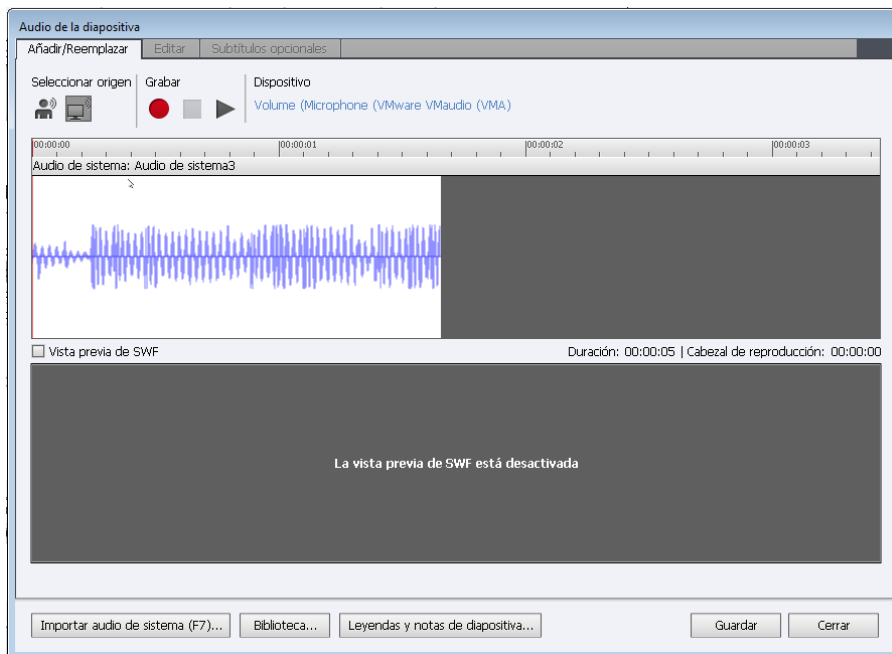 Audio de la diapositiva
Añadir/Reemplazar Editar Subtítulos opcionales
Seleccionar origen Grabar Dispositivo
Volume (Microphone (VMware VMaudio (VMA)
00:00:00 00:00:01 00:00:02 00:00:03
Audio de sistema: Audio de sistema3
Vista previa de SWF Duración: 00:00:05 | Cabezal de reproducción: 00:00:00
La vista previa de SWF está desactivada
Importar audio de sistema (F7)... Biblioteca... Leyendas y notas de diapositiva... Guardar Cerrar